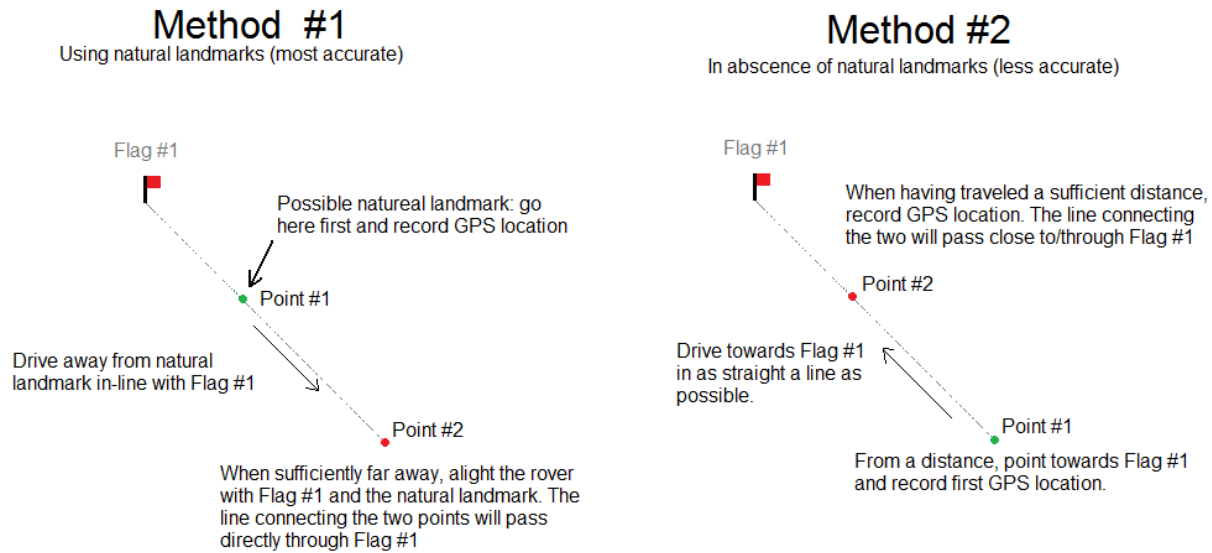 Method #1
Using natural landmarks (most accurate)
Flag #1
Possible natureal landmark: go
here first and record GPS location
Point #1
Drive away from natural
landmark in-line with Flag #1
Point #2
When sufficiently far away, alight the rover
with Flag #1 and the natural landmark. The
line connecting the two points will pass
directly through Flag #1
Method #2
In abscence of natural landmarks (less accurate)
Flag #1
When having traveled a sufficient distance,
record GPS location. The line connecting
the two will pass close to/through Flag #1
Point #2
Drive towards Flag #1
in as straight a line as
possible.
Point #1
From a distance, point towards Flag #1
and record first GPS location.